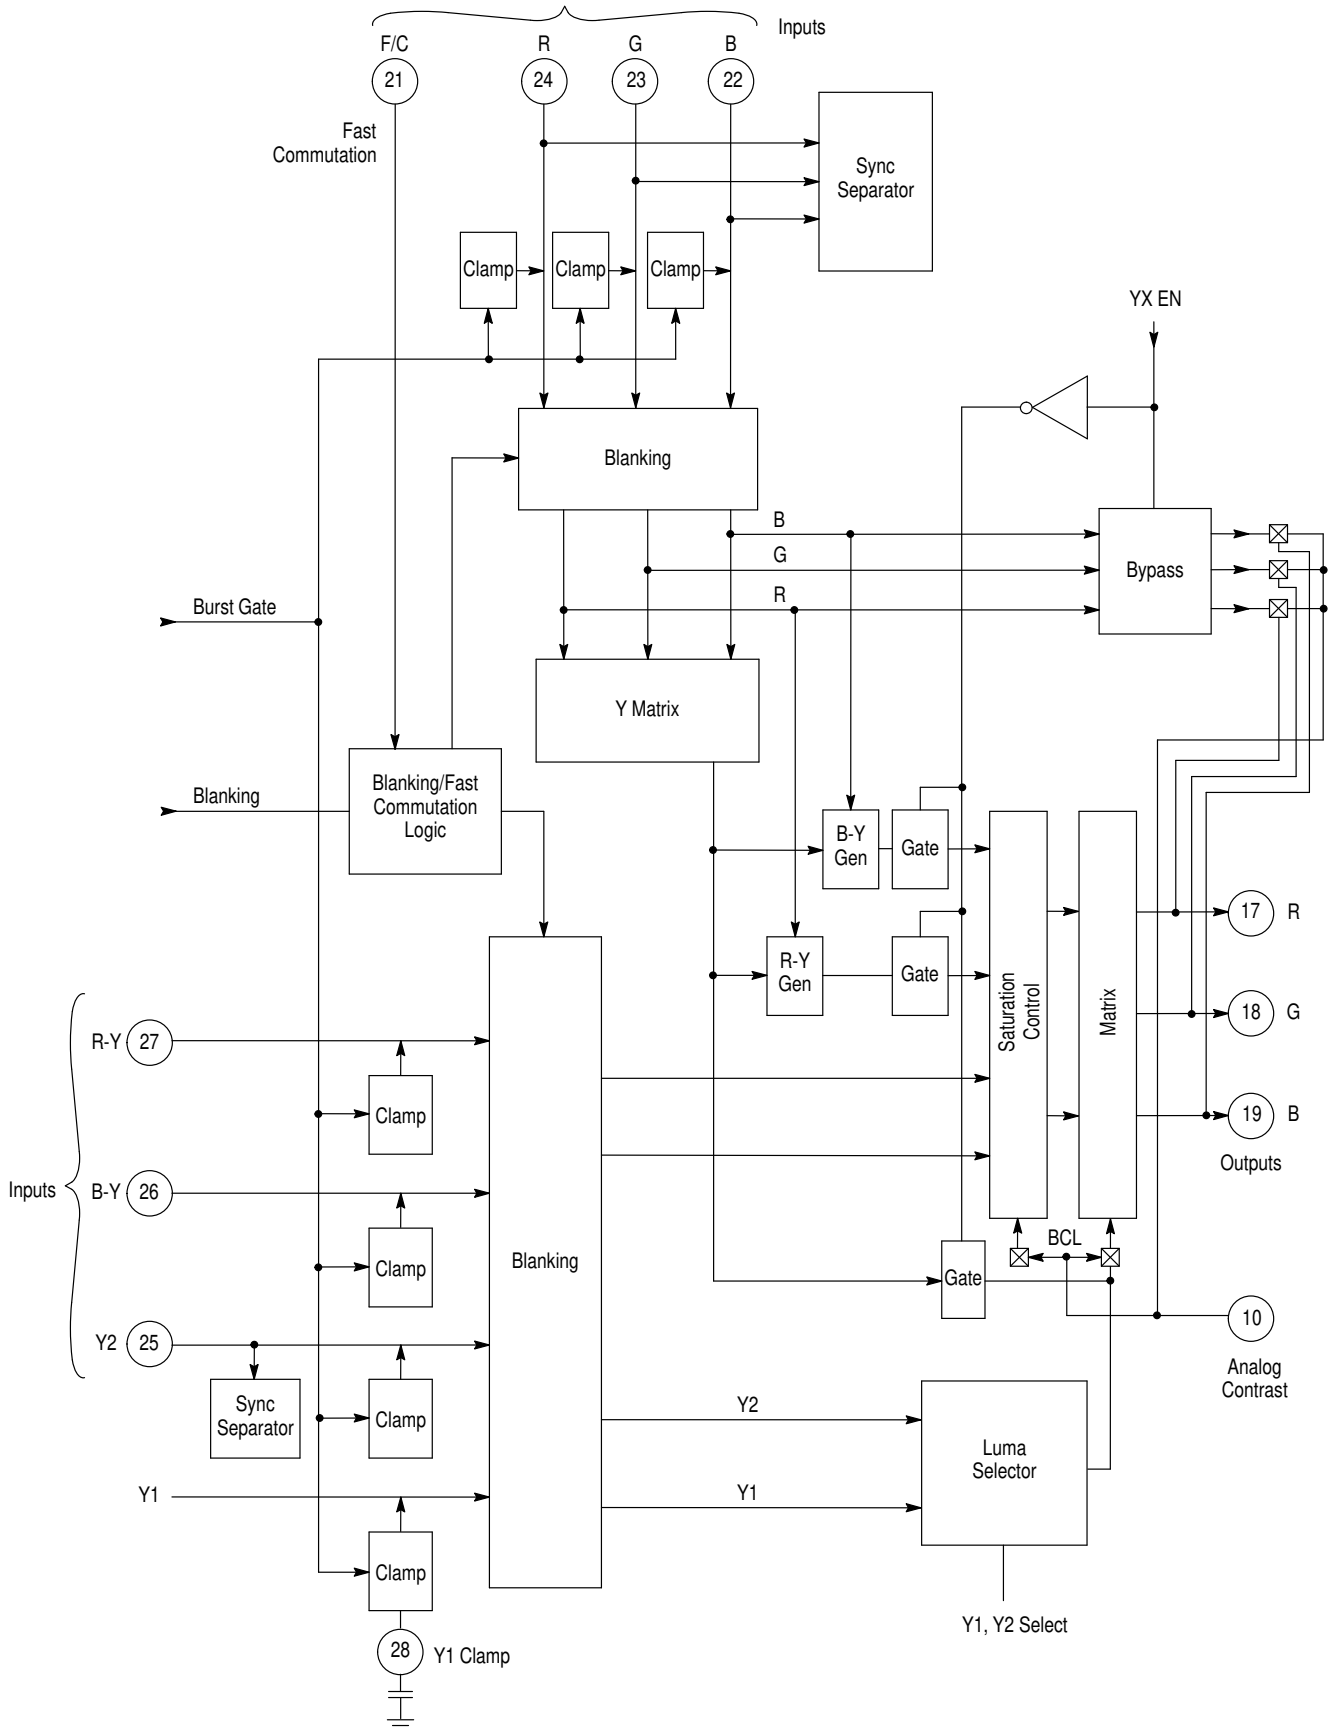 Inputs
F/C
R
G
B
21
24
23
22
Fast
Commutation
Sync
Separator
Clamp
Clamp
Clamp
YX EN
Blanking
B
G
R
Bypass
Burst Gate
Y Matrix
Blanking
Blanking/Fast
Commutation
Logic
B-Y
Gen
Gate
R-Y
Gen
Gate
Saturation
Control
Matrix
17
R
18
G
19
B
Outputs
Inputs
R-Y
27
Clamp
B-Y
26
Clamp
Blanking
BCL
Gate
10
Analog
Contrast
Y2
25
Sync
Separator
Clamp
Y2
Luma
Selector
Y1
Y1
Clamp
Y1, Y2 Select
28
Y1 Clamp